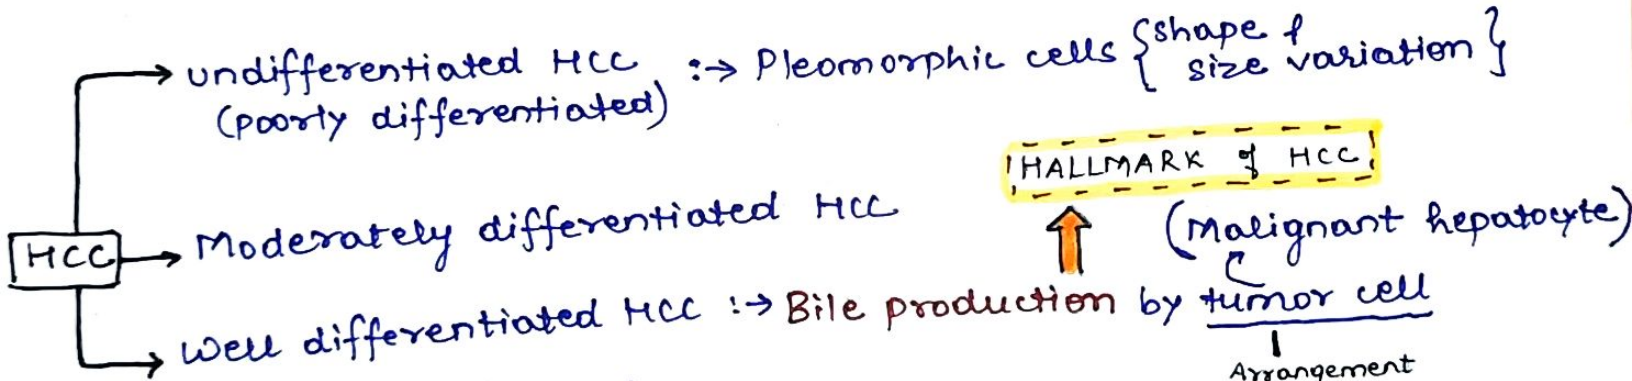 undifferentiated HCC :→ Pleomorphic cells {shape & size variation}
(poorly differentiated)
HALLMARK of HCC
HCC
Moderately differentiated HCC
(Malignant hepatocyte)
Well differentiated HCC :→ Bile production by tumor cell
Arrangement